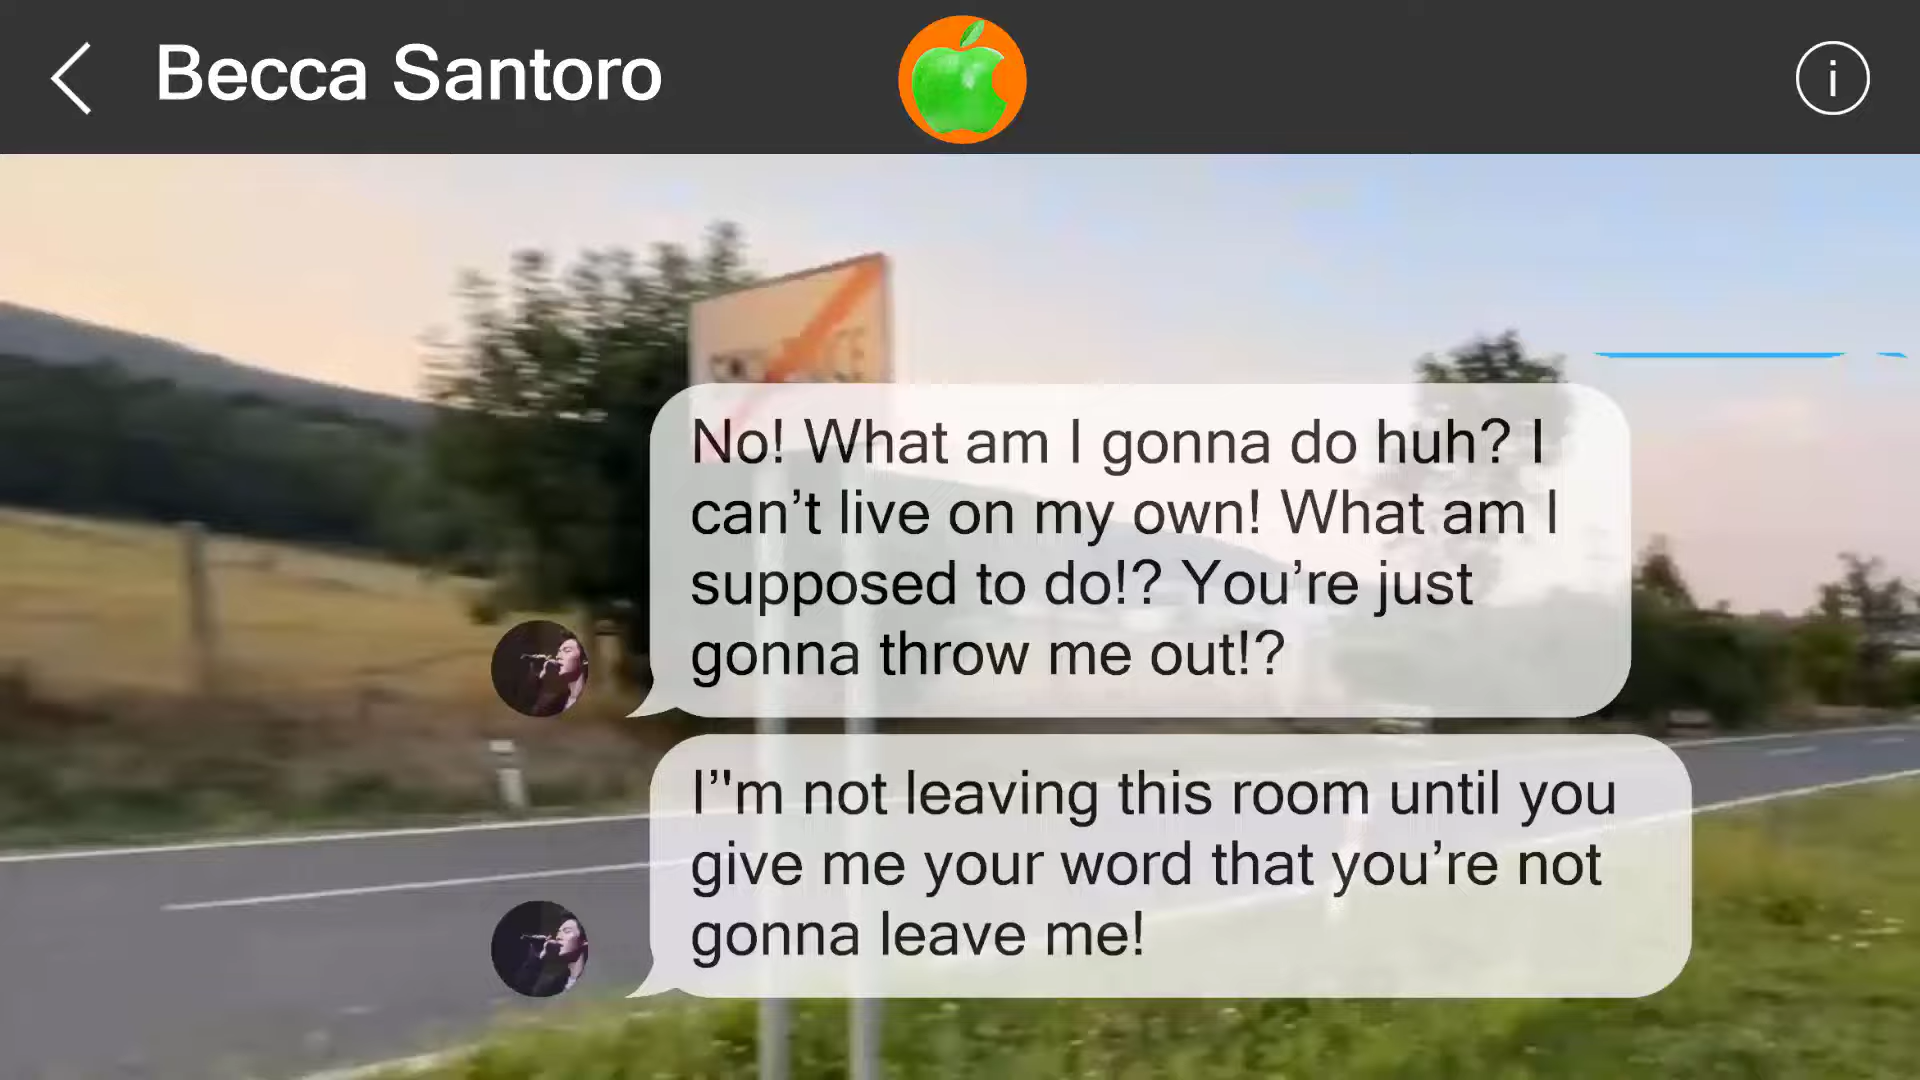 Becca Santoro
i
No! What am I gonna do huh? I
can’t live on my own! What am I
supposed to do!? You’re just
gonna throw me out!?
I’"m not leaving this room until you
give me your word that you’re not
gonna leave me!